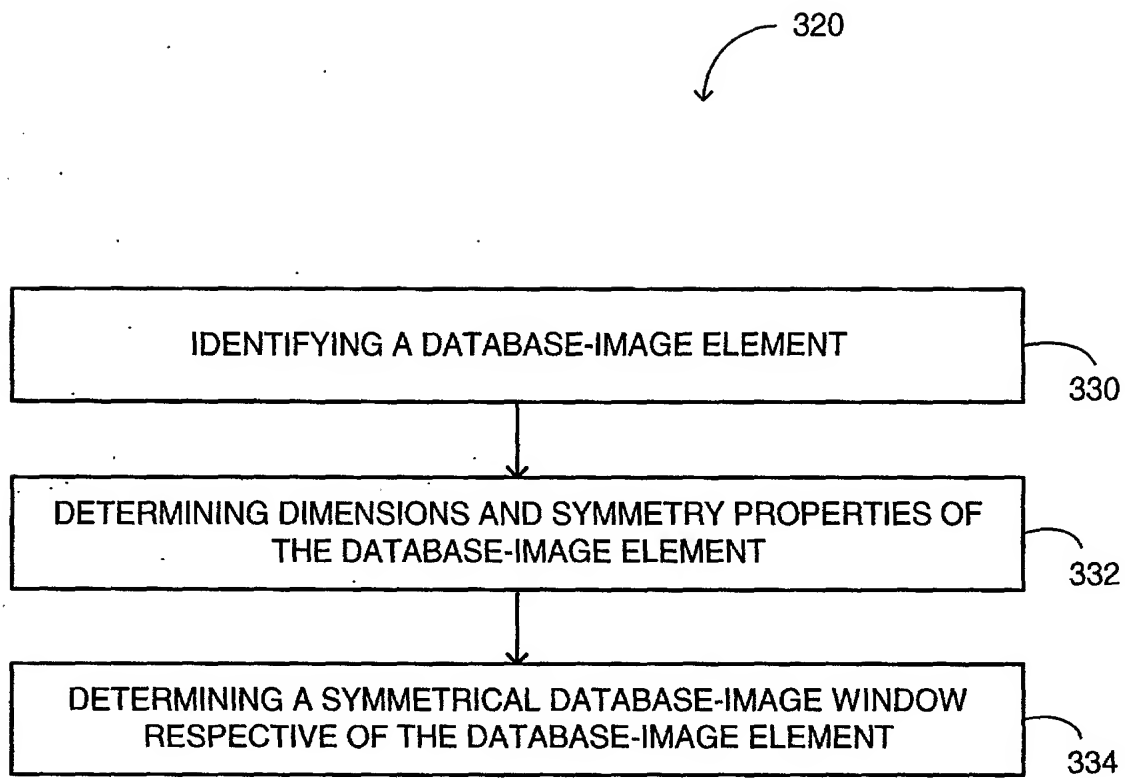 320
IDENTIFYING A DATABASE-IMAGE ELEMENT
330
DETERMINING DIMENSIONS AND SYMMETRY PROPERTIES OF
THE DATABASE-IMAGE ELEMENT
332
DETERMINING A SYMMETRICAL DATABASE-IMAGE WINDOW
RESPECTIVE OF THE DATABASE-IMAGE ELEMENT
334